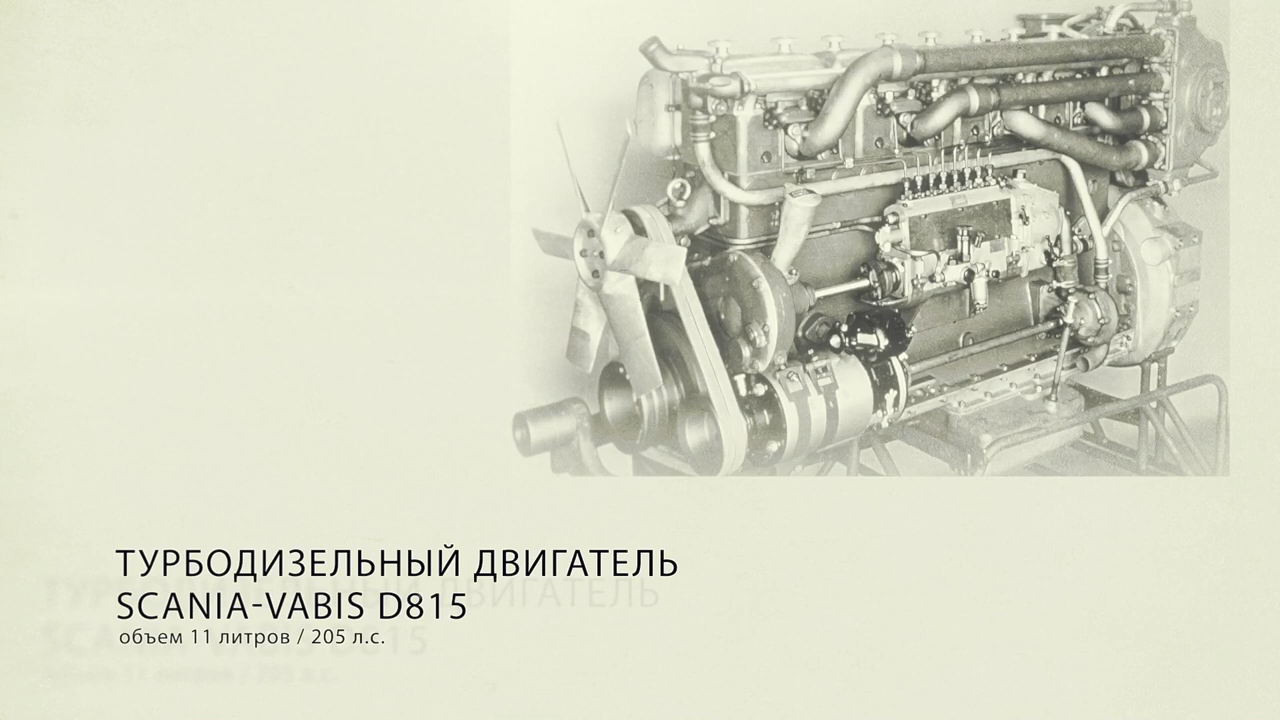 ТУРБОДИЗЕЛЬНЫЙ ДВИГАТЕЛЬ
SCANIA-VABIS D815
объем 11 литров / 205 л.с.